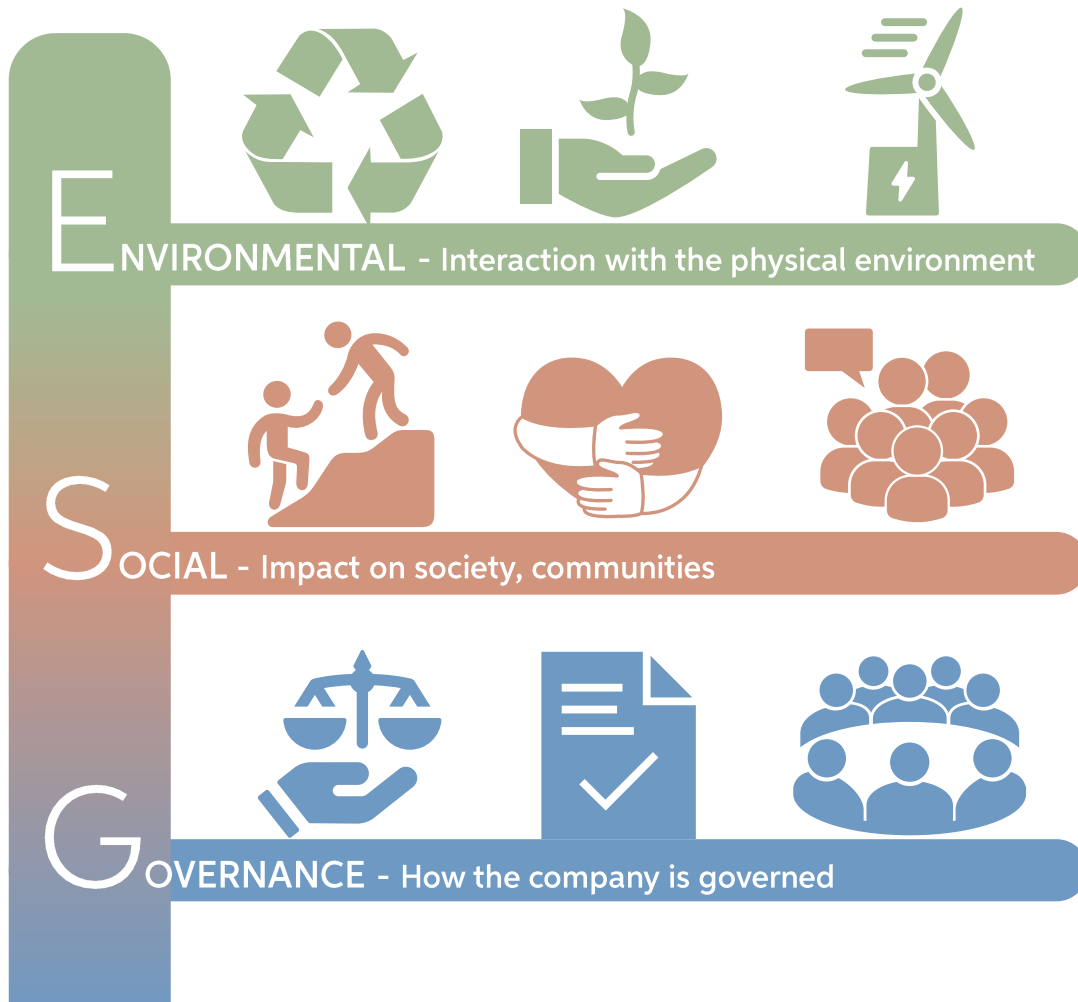 ENVIRONMENTAL - Interaction with the physical environment
SOCIAL - Impact on society, communities
GOVERNANCE - How the company is governed